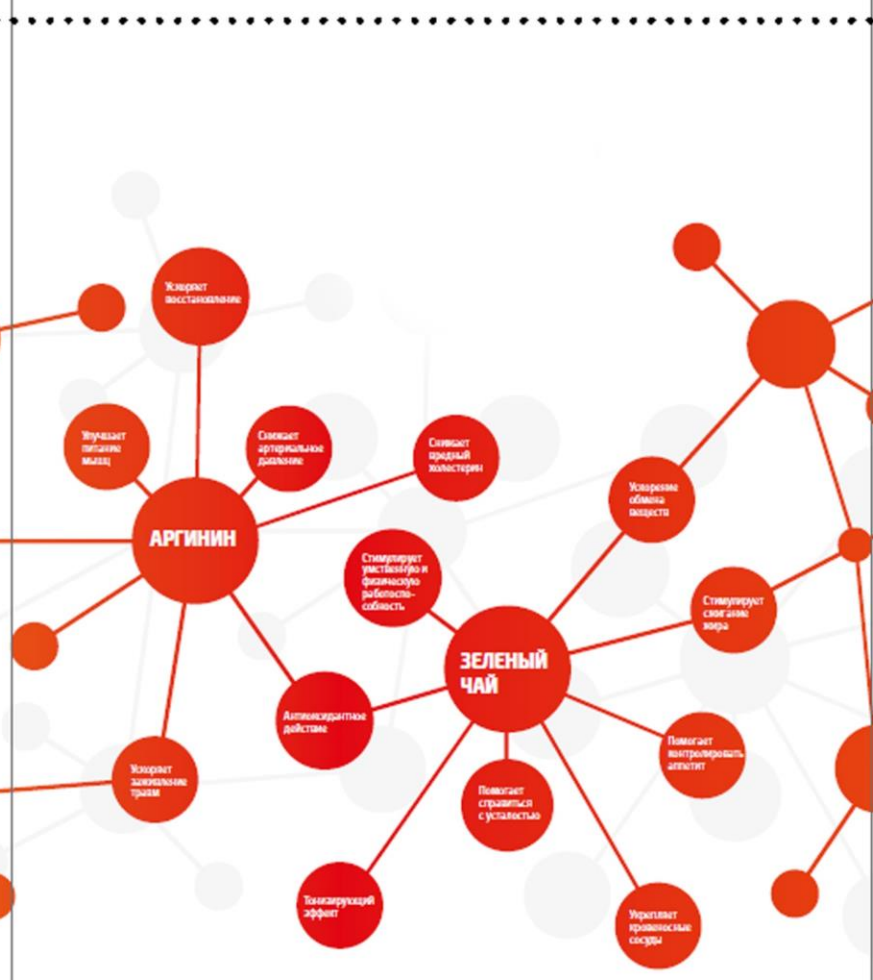 Ускоряет
восстановление
Улучшает
питание
мышц
Снижает
артериальное
давление
Снижает
вредный
холестерин
АРГИНИН
Ускорение
обмена
веществ
Стимулирует
умственную и
физическую
работоспо-
собность
Стимулирует
сжигание
жира
ЗЕЛЕНЫЙ
ЧАЙ
Антиоксидантное
действие
Помогает
контролировать
аппетит
Ускоряет
заживление
травм
Помогает
справиться
с усталостью
Тонизирующий
эффект
Укрепляет
кровеносные
сосуды